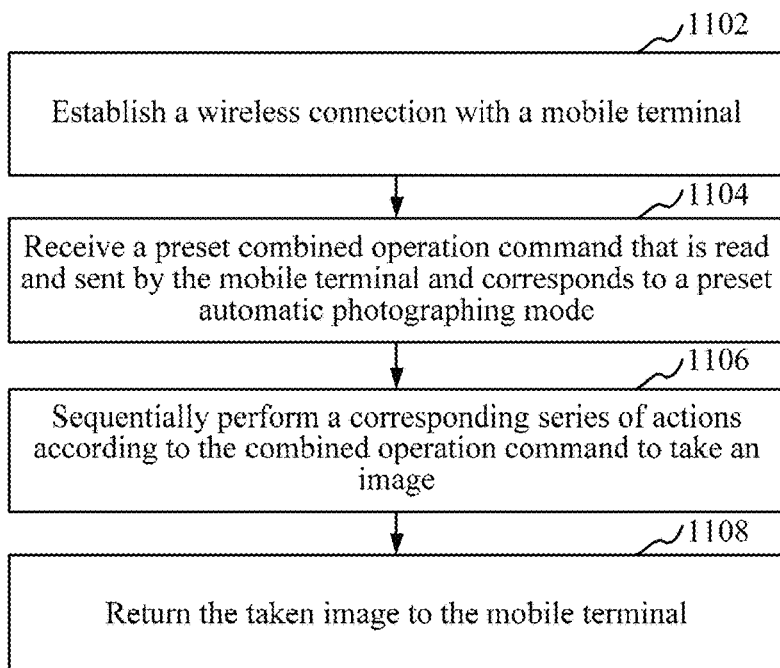 1102
Establish a wireless connection with a mobile terminal
1104
Receive a preset combined operation command that is read
and sent by the mobile terminal and corresponds to a preset
automatic photographing mode
1106
Sequentially perform a corresponding series of actions
according to the combined operation command to take an
image
1108
Return the taken image to the mobile terminal